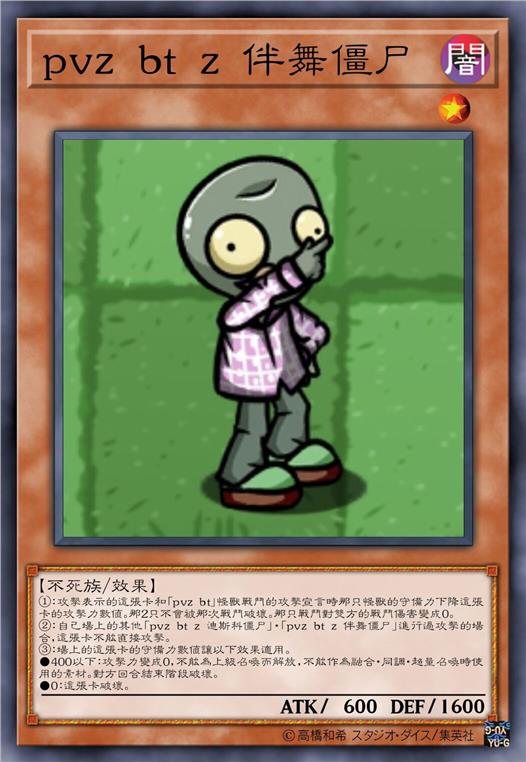 pvz bt z 伴舞僵尸
闇
【不死族/效果】
①:攻擊表示的這張卡和「pvz bt」怪獸戰鬥的攻擊宣言時那只怪獸的守備力下降這張
卡的攻擊力數值。那2只不會被那次戰鬥破壞。那只戰鬥對雙方的戰鬥傷害變成0。
②:自己場上的其他「pvz bt z 迪斯科僵尸」·「pvz bt z 伴舞僵尸」進行過攻擊的場
合,這張卡不能直接攻擊。
③:場上的這張卡的守備力數值讓以下效果適用。
●400以下:攻擊力變成0,不能為上級召喚而解放,不能作為融合·同調·超量召喚時使
用的素材。對方回合結束階段破壞。
●0:這張卡破壞。
ATK/ 600 DEF/1600
©高橋和希 スタジオ·ダイス/集英社